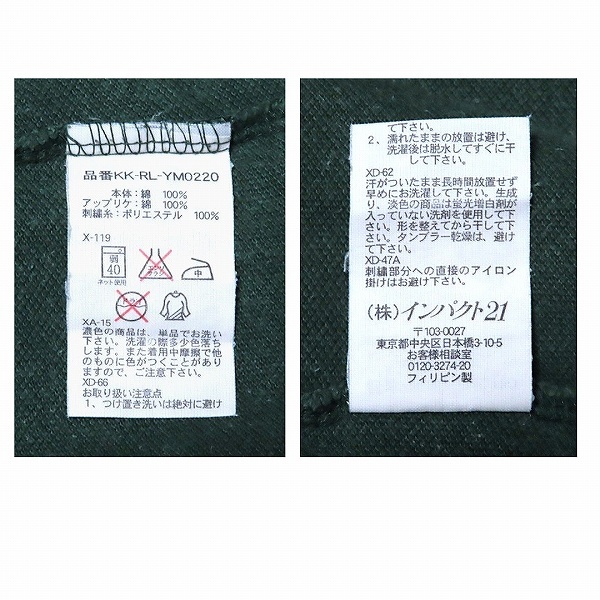 品番KK-RL-YM0220
本体：綿 100%
アップリケ：綿 100%
刺繍糸：ポリエステル 100%
X-119
弱
40
ネット使用
エンソサラシ
中
ドライ
XA-15
濃色の商品は、単品でお洗い
下さい。洗濯の際多少色落ち
します。また着用中摩擦で他
のものに色がつくことがあり
ますので、ご注意下さい。
XD-66
お取り扱い注意点
1、つけ置き洗いは絶対に避け
て下さい。
2、濡れたままの放置は避け、
洗濯後は脱水してすぐに干
して下さい。
XD-62
汗がついたまま長時間放置せず
早めにお洗濯して下さい。生成
り、淡色の商品は蛍光増白剤が
入っていない洗剤を使用して下
さい。形を整えてから干して下
さい。タンブラー乾燥は、避け
て下さい。
XD-47A
刺繍部分への直接のアイロン
掛けはお避け下さい。
(株)インパクト21
〒103-0027
東京都中央区日本橋3-10-5
お客様相談室
0120-3274-20
フィリピン製